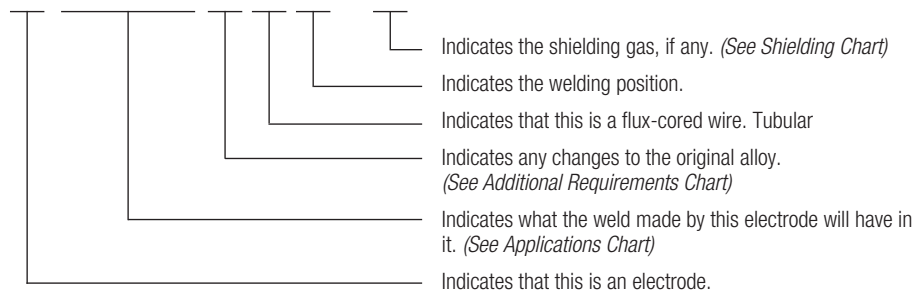 Indicates the shielding gas, if any. (See Shielding Chart)
Indicates the welding position.
Indicates that this is a flux-cored wire. Tubular
Indicates any changes to the original alloy.
(See Additional Requirements Chart)
Indicates what the weld made by this electrode will have in
it. (See Applications Chart)
Indicates that this is an electrode.